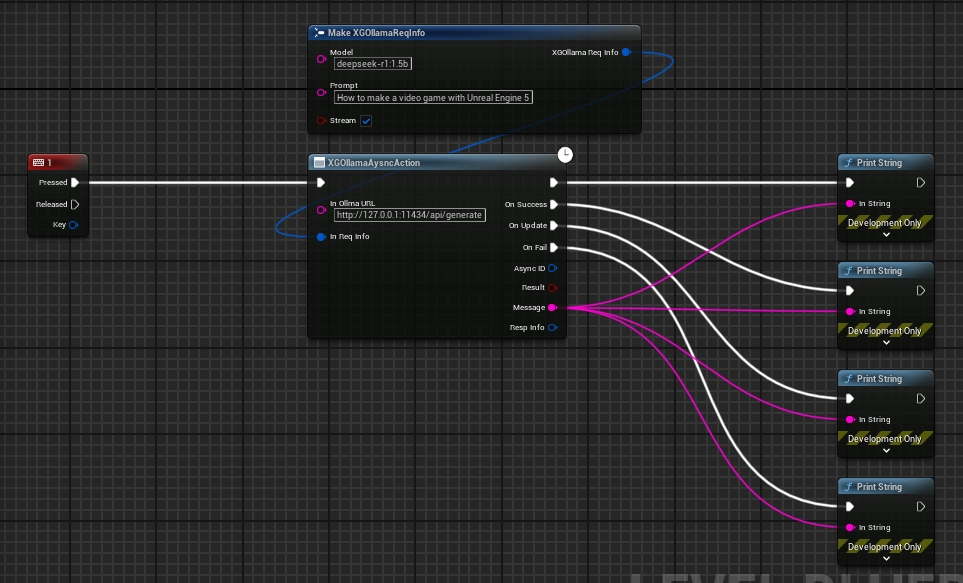 Make XGOllamaReqInfo
Model
XGOllama Req Info
deepseek-r1:1.5b
Prompt
How to make a video game with Unreal Engine 5
Stream
1
Pressed
Released
Key
XGOllamaAysncAction
In Ollma URL
http://127.0.0.1:11434/api/generate
In Req Info
On Success
On Update
On Fail
Async ID
Result
Message
Resp Info
Print String
In String
Development Only
Print String
In String
Development Only
Print String
In String
Development Only
Print String
In String
Development Only